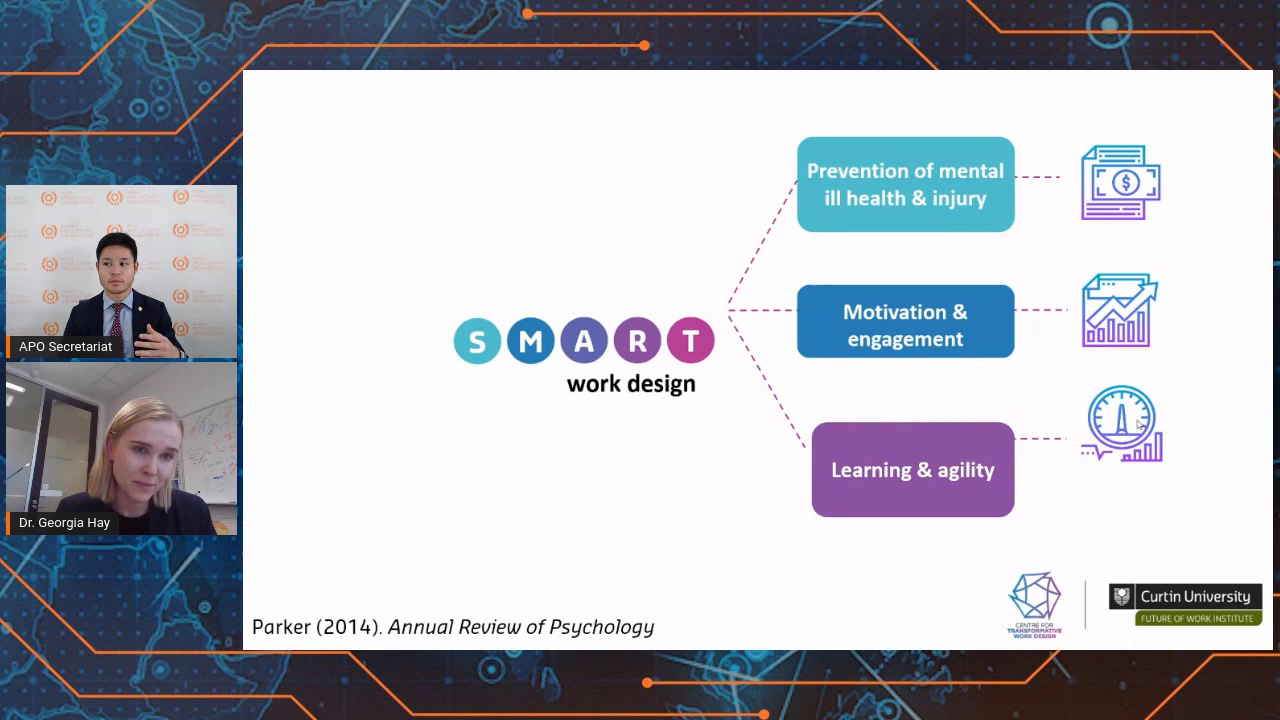 APO Secretariat
Dr. Georgia Hay
Prevention of mental
ill health & injury
$
Motivation &
engagement
S M A R T
work design
Learning & agility
Parker (2014). Annual Review of Psychology
CENTRE FOR
TRANSFORMATIVE
WORK DESIGN
Curtin University
FUTURE OF WORK INSTITUTE